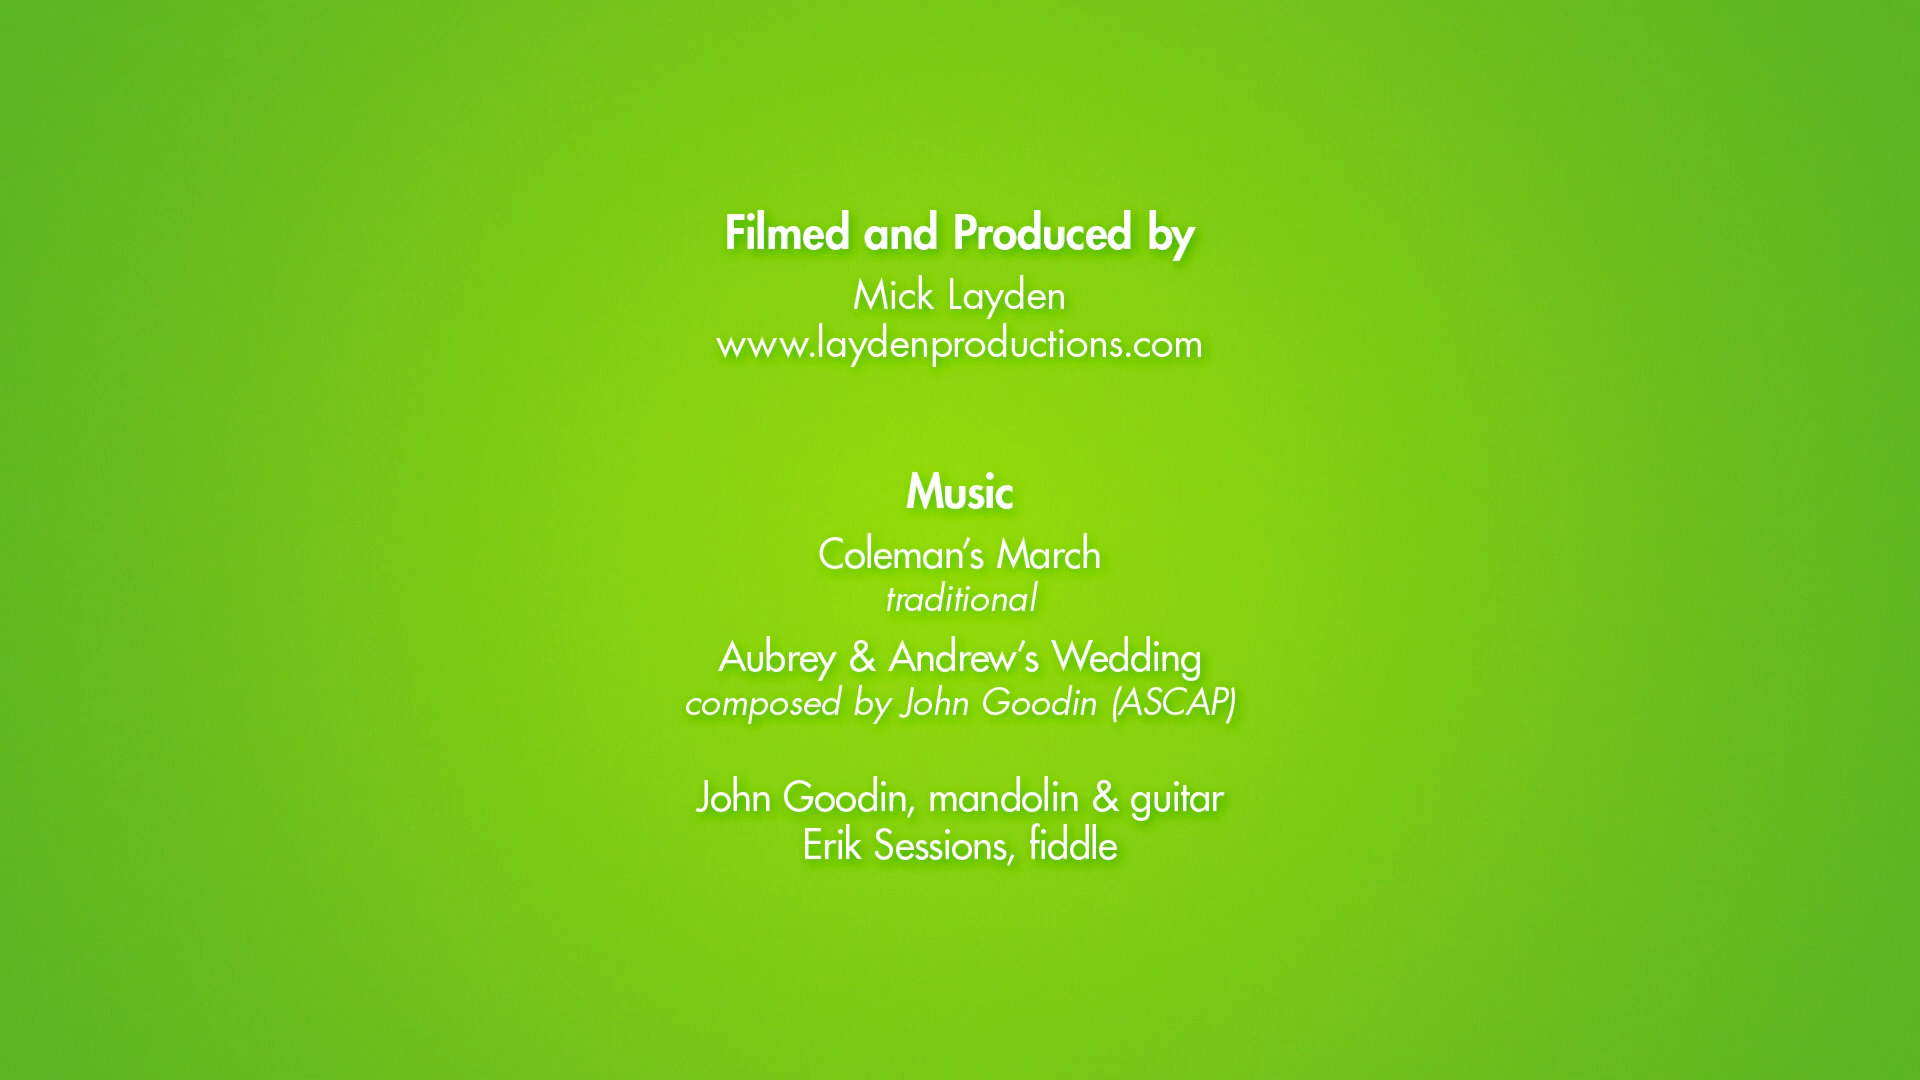 Filmed and Produced by
Mick Layden
www.laydenproductions.com
Music
Coleman’s March
traditional
Aubrey & Andrew’s Wedding
composed by John Goodin (ASCAP)
John Goodin, mandolin & guitar
Erik Sessions, fiddle